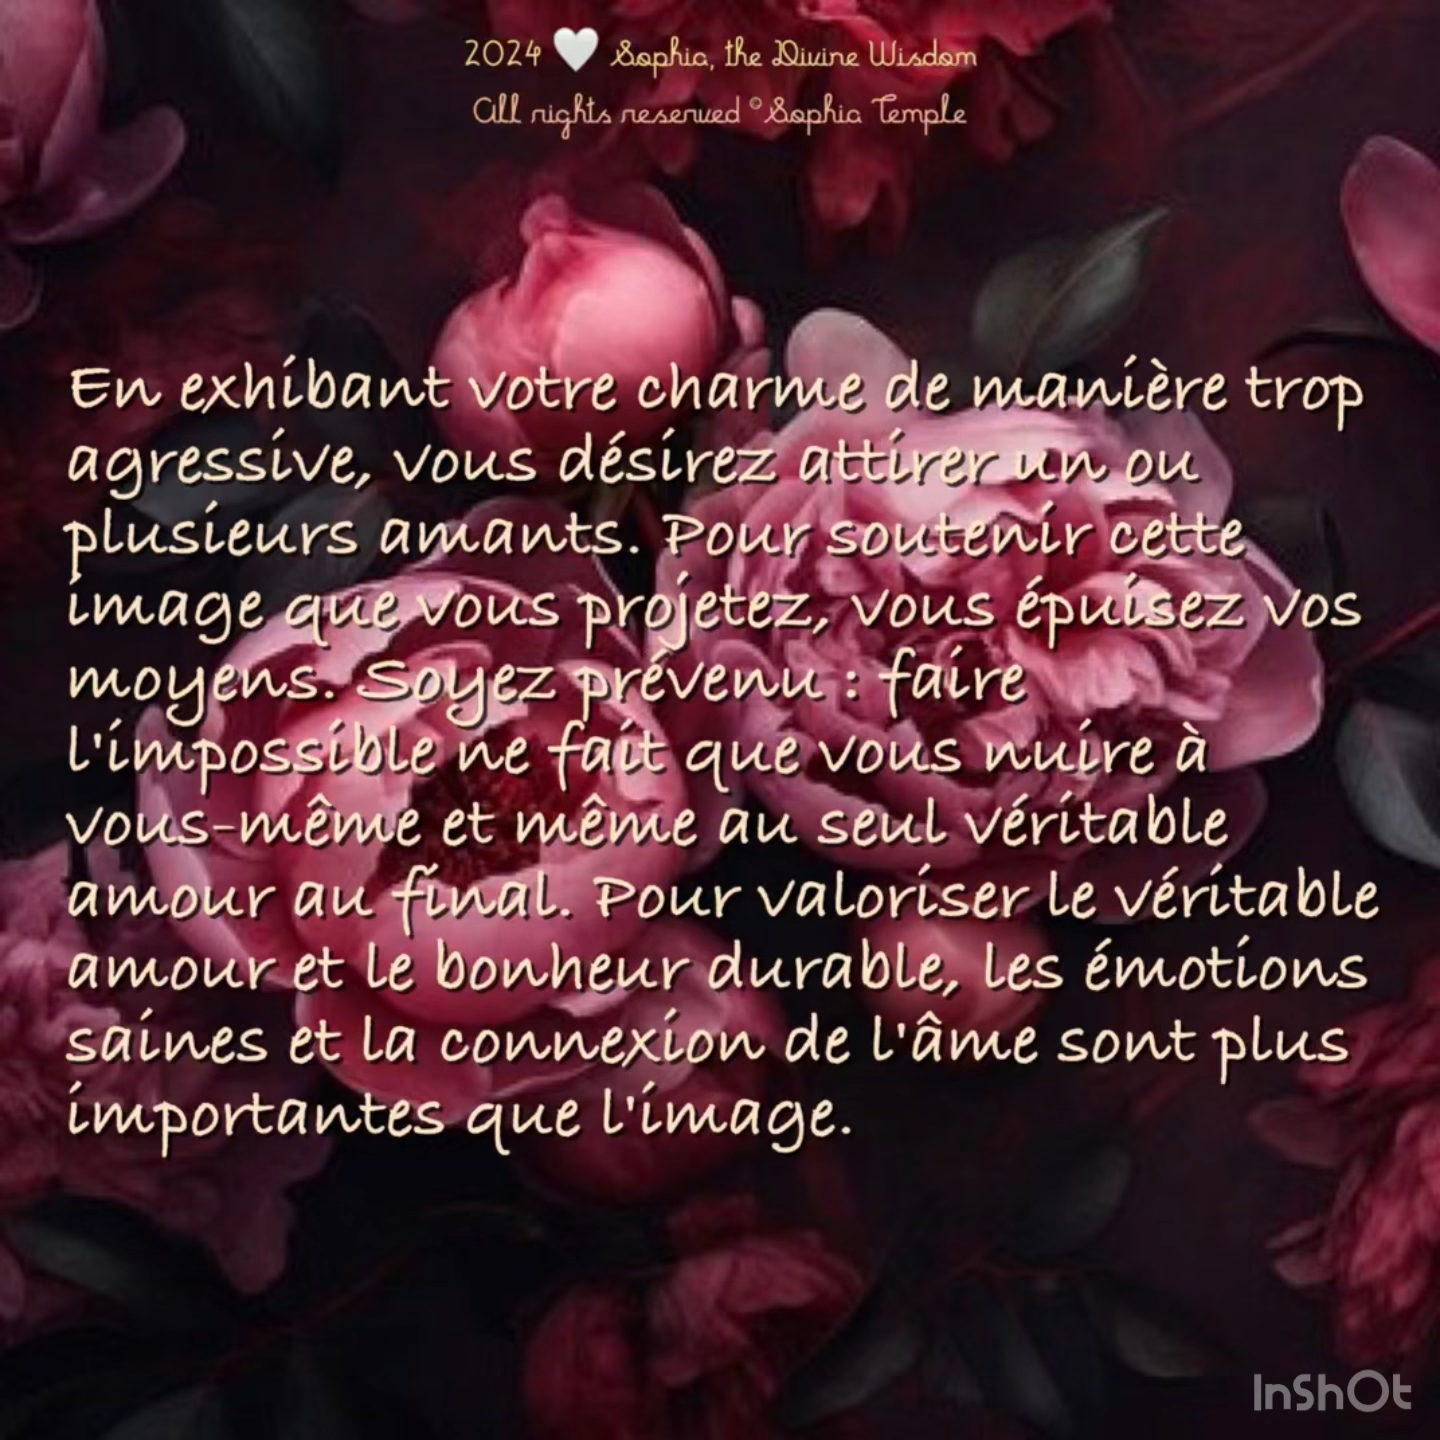 2024 🤍 Sophia, the Divine Wisdom
All rights reserved ©Sophia Temple
En exhibant votre charme de manière trop
agressive, vous désirez attirer un ou
plusieurs amants. Pour soutenir cette
image que vous projetez, vous épuisez vos
moyens. Soyez prévenu : faire
l'impossible ne fait que vous nuire à
vous-même et même au seul véritable
amour au final. Pour valoriser le véritable
amour et le bonheur durable, les émotions
saines et la connexion de l'âme sont plus
importantes que l'image.
InShOt